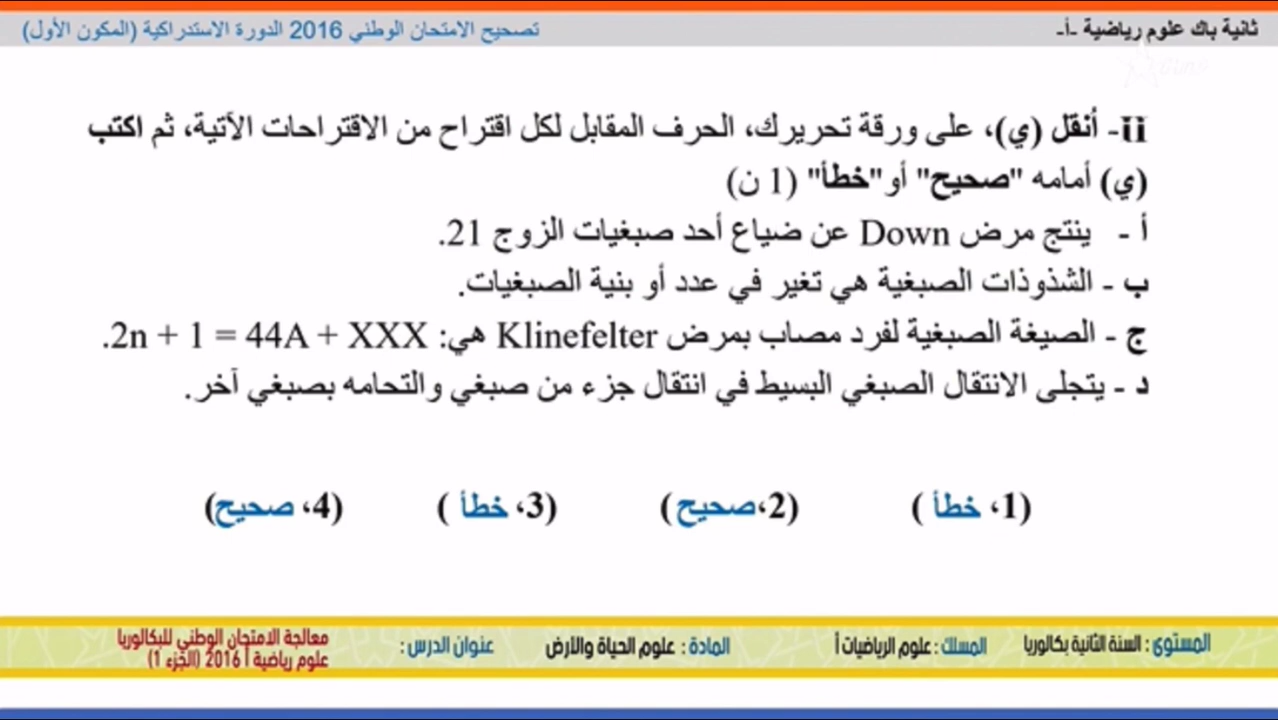 ثانية باك علوم رياضية -أ-
تصحيح الامتحان الوطني 2016 الدورة الاستدراكية (المكون الأول)
ii- أنقل (ي)، على ورقة تحريرك، الحرف المقابل لكل اقتراح من الاقتراحات الآتية، ثم اكتب
(ي) أمامه "صحيح" أو "خطأ" (1 ن)
أ - ينتج مرض Down عن ضياع أحد صبغيات الزوج 21.
ب - الشذوذات الصبغية هي تغير في عدد أو بنية الصبغيات.
ج - الصيغة الصبغية لفرد مصاب بمرض Klinefelter هي: 2n + 1 = 44A + XXX.
د - يتجلى الانتقال الصبغي البسيط في انتقال جزء من صبغي والتحامه بصبغي آخر.
(1، خطأ ) (2،صحيح ) (3، خطأ ) (4، صحيح)
المستوى : السنة الثانية بكالوريا المسلك : علوم الرياضيات أ المادة : علوم الحياة والأرض عنوان الدرس : معالجة الامتحان الوطني للبكالوريا
علوم رياضية أ 2016 (الجزء 1)